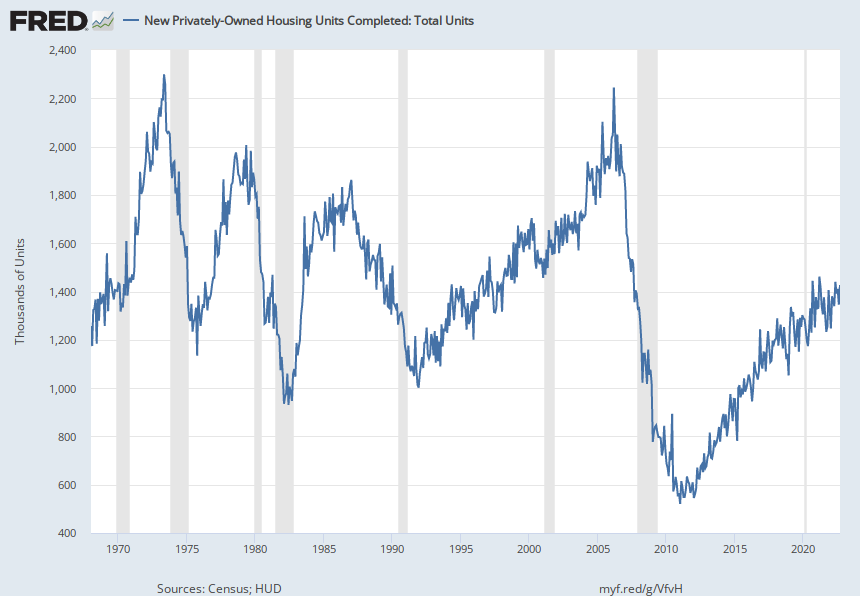 FRED
New Privately-Owned Housing Units Completed: Total Units
Thousands of Units
2,400
2,200
2,000
1,800
1,600
1,400
1,200
1,000
800
600
400
1970 1975 1980 1985 1990 1995 2000 2005 2010 2015 2020
Sources: Census; HUD
myf.red/g/VfvH